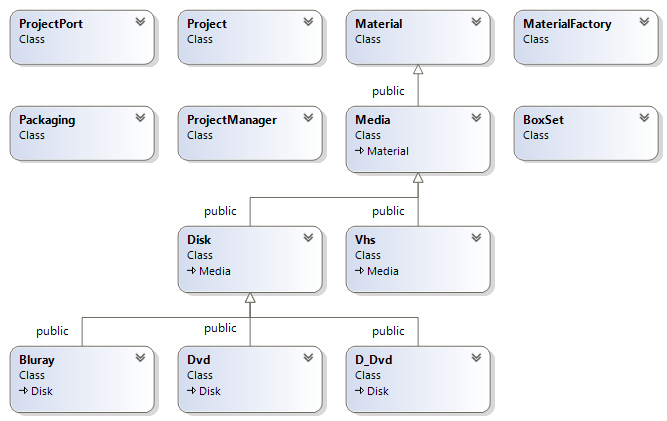 ProjectPort
Class
Project
Class
Material
Class
MaterialFactory
Class
public
Packaging
Class
ProjectManager
Class
Media
Class
Material
BoxSet
Class
public
public
Disk
Class
Media
Vhs
Class
Media
public
public
public
Bluray
Class
Disk
Dvd
Class
Disk
D_Dvd
Class
Disk